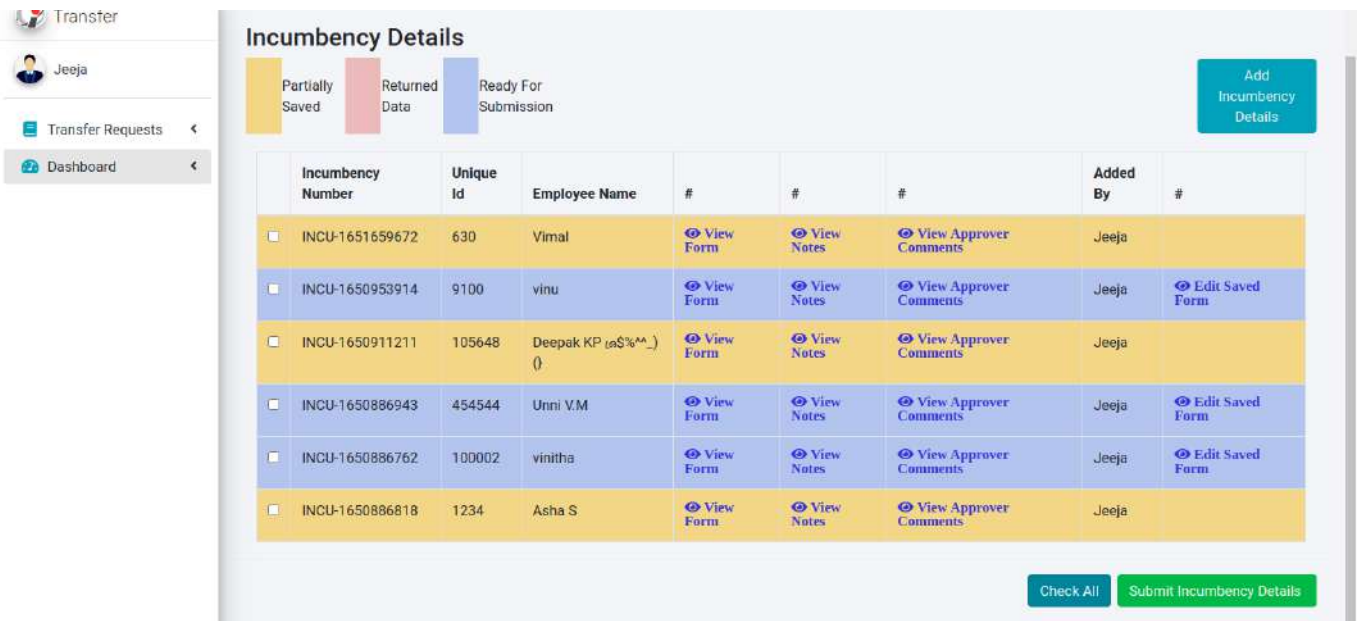 Transfer
Jeeja
Transfer Requests
Dashboard
Incumbency Details
Partially
Saved
Returned
Data
Ready For
Submission
Add
Incumbency
Details
Incumbency
Number
Unique
Id
Employee Name
#
#
#
Added
By
#
INCU-1651659672 630 Vimal View Form View Notes View Approver Comments Jeeja
INCU-1650953914 9100 vinu View Form View Notes View Approver Comments Jeeja Edit Saved Form
INCU-1650911211 105648 Deepak KP $%^^_) () View Form View Notes View Approver Comments Jeeja
INCU-1650886943 454544 Unni V.M View Form View Notes View Approver Comments Jeeja Edit Saved Form
INCU-1650886762 100002 vinitha View Form View Notes View Approver Comments Jeeja Edit Saved Form
INCU-1650886818 1234 Asha S View Form View Notes View Approver Comments Jeeja
Check All
Submit Incumbency Details